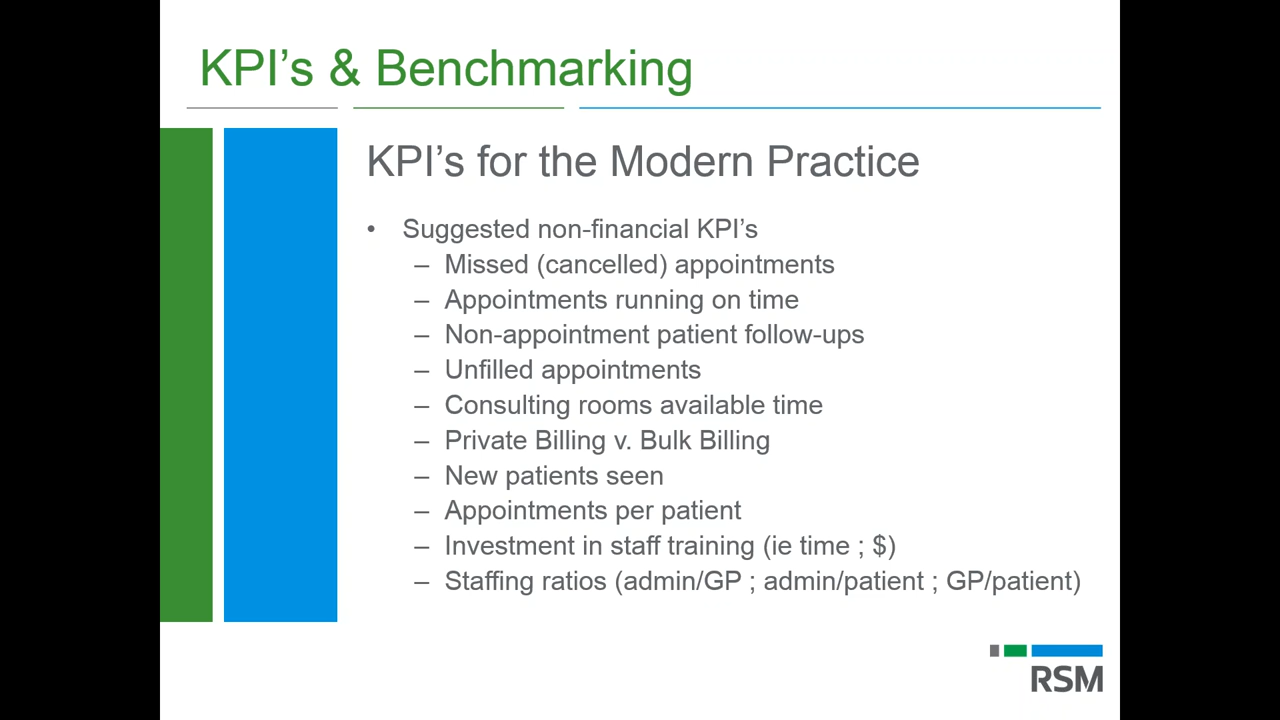 KPI’s & Benchmarking
KPI’s for the Modern Practice
• Suggested non-financial KPI’s
– Missed (cancelled) appointments
– Appointments running on time
– Non-appointment patient follow-ups
– Unfilled appointments
– Consulting rooms available time
– Private Billing v. Bulk Billing
– New patients seen
– Appointments per patient
– Investment in staff training (ie time ; $)
– Staffing ratios (admin/GP ; admin/patient ; GP/patient)
RSM